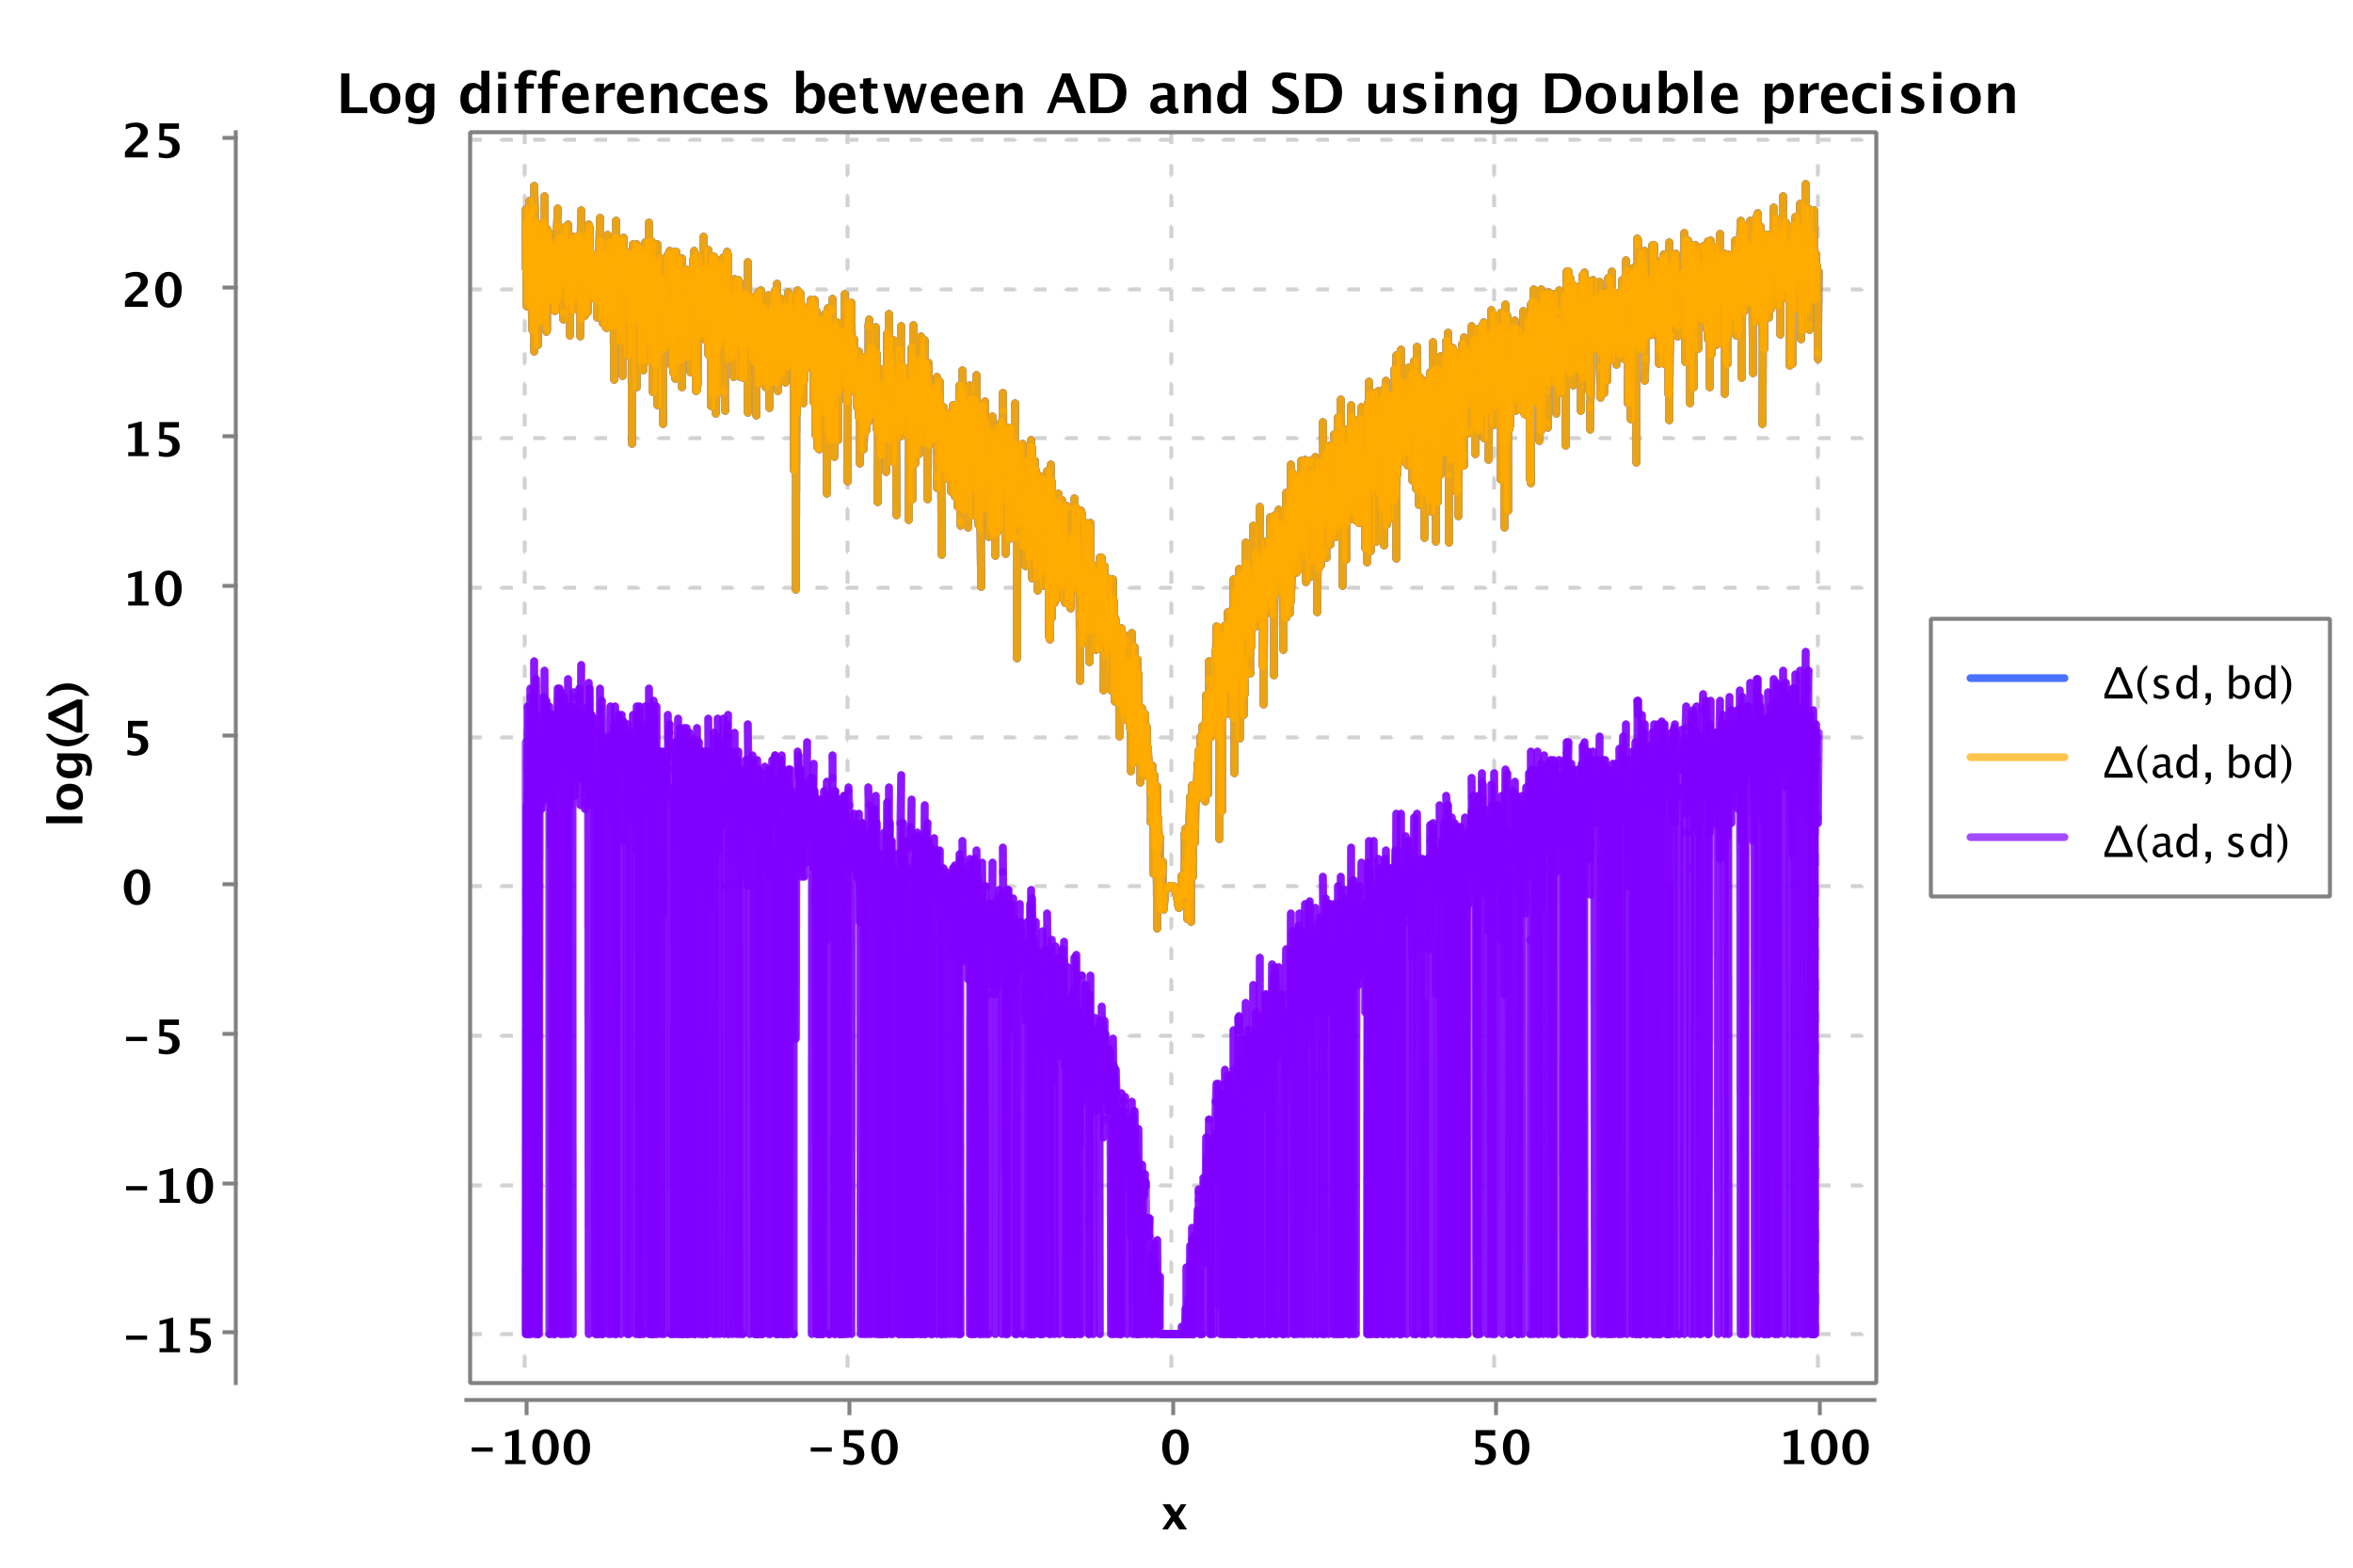 Log differences between AD and SD using Double precision
25
20
15
10
5
0
−5
−10
−15
log(Δ)
−100 −50 0 50 100
x
Δ(sd, bd)
Δ(ad, bd)
Δ(ad, sd)